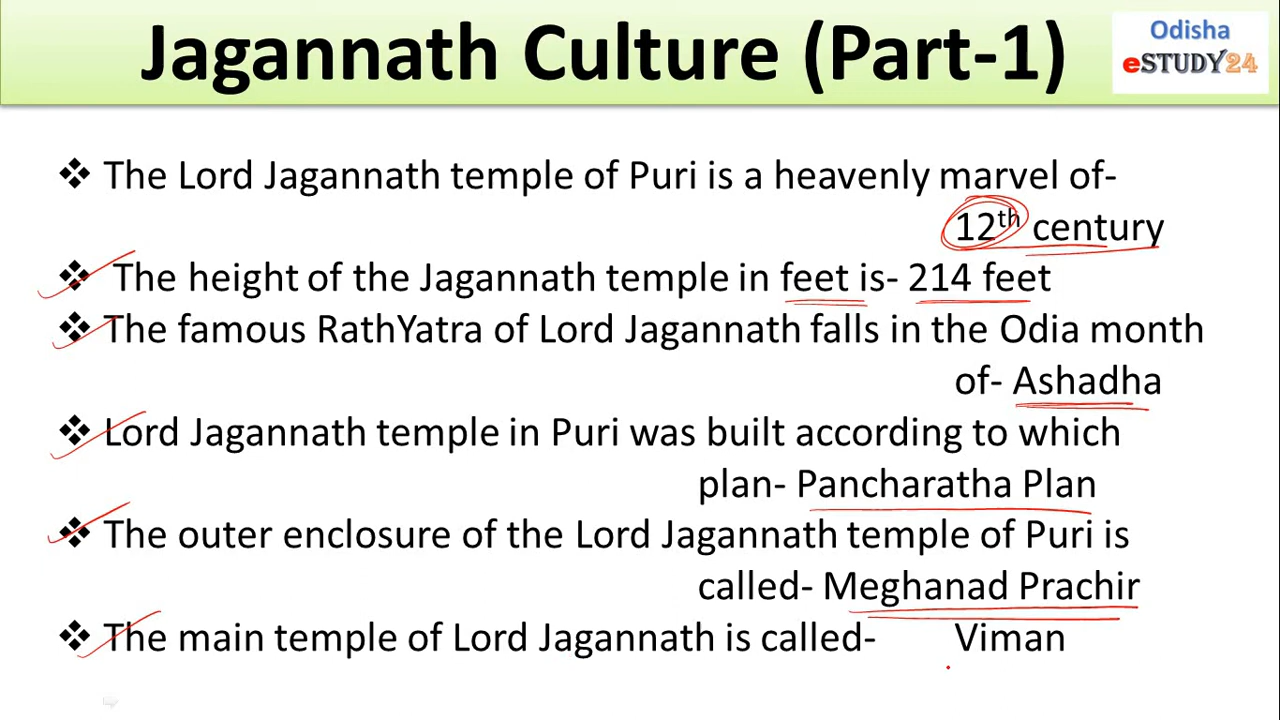 Jagannath Culture (Part-1)
Odisha
eSTUDY24
❖ The Lord Jagannath temple of Puri is a heavenly marvel of-
12th century
❖ The height of the Jagannath temple in feet is- 214 feet
❖ The famous RathYatra of Lord Jagannath falls in the Odia month
of- Ashadha
❖ Lord Jagannath temple in Puri was built according to which
plan- Pancharatha Plan
❖ The outer enclosure of the Lord Jagannath temple of Puri is
called- Meghanad Prachir
❖ The main temple of Lord Jagannath is called- Viman